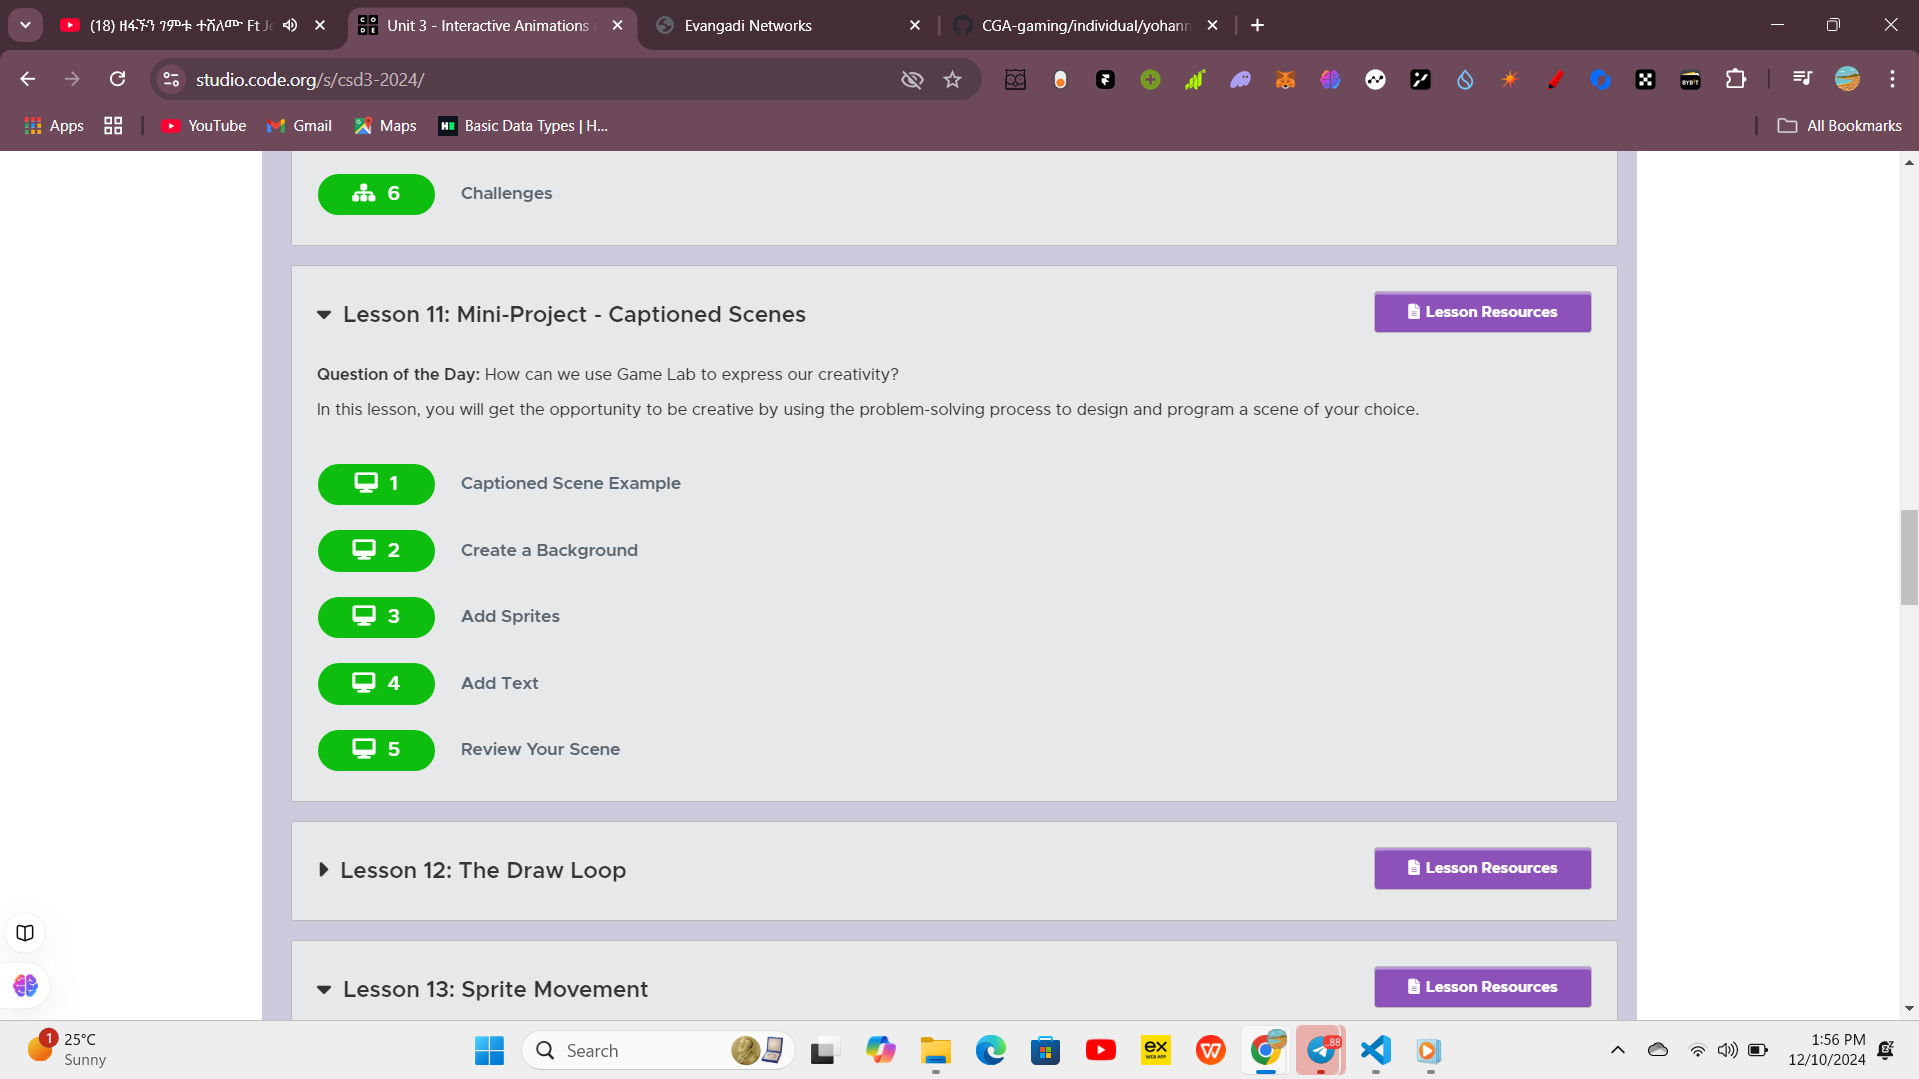 (18) ዘፋኙን ገምቱ ተሸለሙ Ft Je
Unit 3 - Interactive Animations
Evangadi Networks
CGA-gaming/individual/yohann
studio.code.org/s/csd3-2024/
Apps
YouTube
Gmail
Maps
Basic Data Types | H...
All Bookmarks
6 Challenges
Lesson 11: Mini-Project - Captioned Scenes
Lesson Resources
Question of the Day: How can we use Game Lab to express our creativity?
In this lesson, you will get the opportunity to be creative by using the problem-solving process to design and program a scene of your choice.
1 Captioned Scene Example
2 Create a Background
3 Add Sprites
4 Add Text
5 Review Your Scene
Lesson 12: The Draw Loop
Lesson Resources
Lesson 13: Sprite Movement
Lesson Resources
1
25°C
Sunny
Search
ex
WEB APP
.88
1:56 PM
12/10/2024